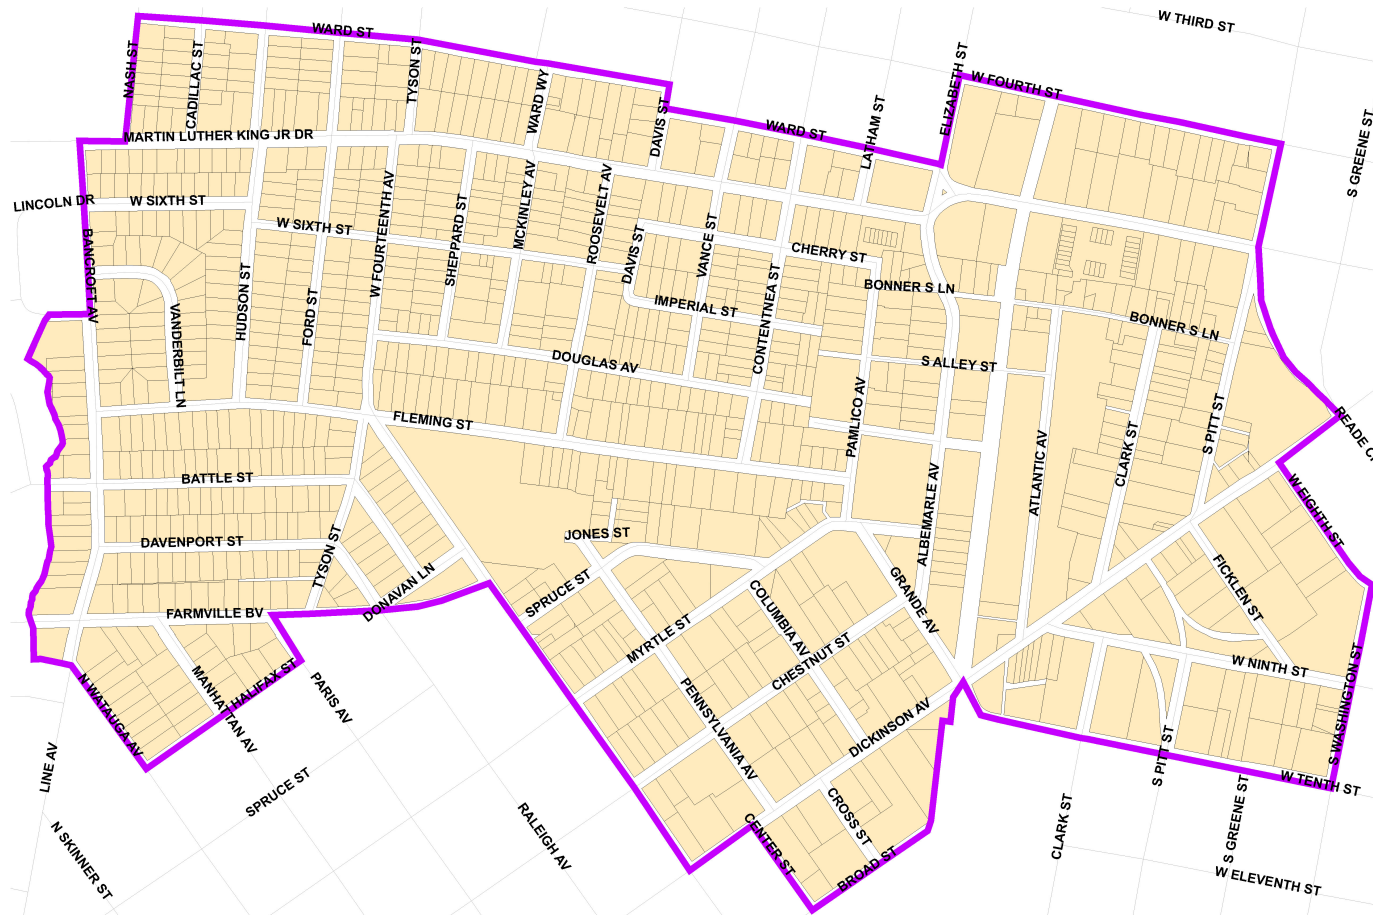 W THIRD ST
WARD ST
NASH ST
CADILLAC ST
TYSON ST
WARD WY
DAVIS ST
WARD ST
LATHAM ST
ELIZABETH ST
W FOURTH ST
S GREENE ST
MARTIN LUTHER KING JR DR
LINCOLN DR
W SIXTH ST
W SIXTH ST
BANCROFT AV
VANDERBILT LN
HUDSON ST
FORD ST
W FOURTEENTH AV
SHEPPARD ST
MCKINLEY AV
ROOSEVELT AV
DAVIS ST
VANCE ST
CONTENTNEA ST
CHERRY ST
BONNER S LN
BONNER S LN
IMPERIAL ST
DOUGLAS AV
S ALLEY ST
FLEMING ST
PAMLICO AV
ALBEMARLE AV
ATLANTIC AV
CLARK ST
S PITT ST
READE C
W EIGHTH ST
BATTLE ST
DAVENPORT ST
TYSON ST
DONAVAN LN
FARMVILLE BV
JONES ST
SPRUCE ST
MYRTLE ST
COLUMBIA AV
CHESTNUT ST
GRANDE AV
FICKLEN ST
W NINTH ST
S WASHINGTON ST
N WATAUGA AV
MANHATTAN AV
HALIFAX ST
PARIS AV
PENNSYLVANIA AV
DICKINSON AV
LINE AV
SPRUCE ST
RALEIGH AV
CENTER ST
CROSS ST
BROAD ST
CLARK ST
S PITT ST
S GREENE ST
W TENTH ST
W ELEVENTH ST
N SKINNER ST